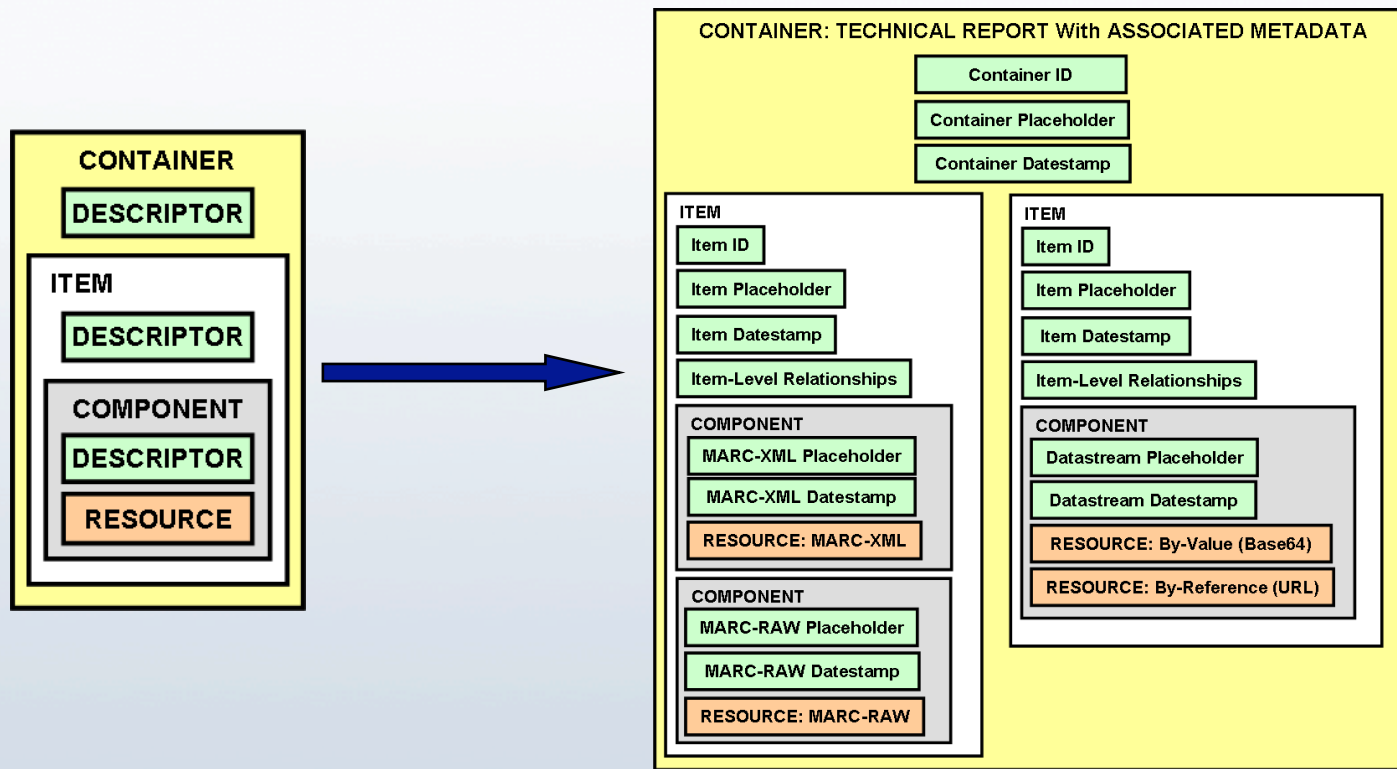 CONTAINER
DESCRIPTOR
ITEM
DESCRIPTOR
COMPONENT
DESCRIPTOR
RESOURCE
CONTAINER: TECHNICAL REPORT With ASSOCIATED METADATA
Container ID
Container Placeholder
Container Datestamp
ITEM
Item ID
Item Placeholder
Item Datestamp
Item-Level Relationships
COMPONENT
MARC-XML Placeholder
MARC-XML Datestamp
RESOURCE: MARC-XML
COMPONENT
MARC-RAW Placeholder
MARC-RAW Datestamp
RESOURCE: MARC-RAW
ITEM
Item ID
Item Placeholder
Item Datestamp
Item-Level Relationships
COMPONENT
Datastream Placeholder
Datastream Datestamp
RESOURCE: By-Value (Base64)
RESOURCE: By-Reference (URL)